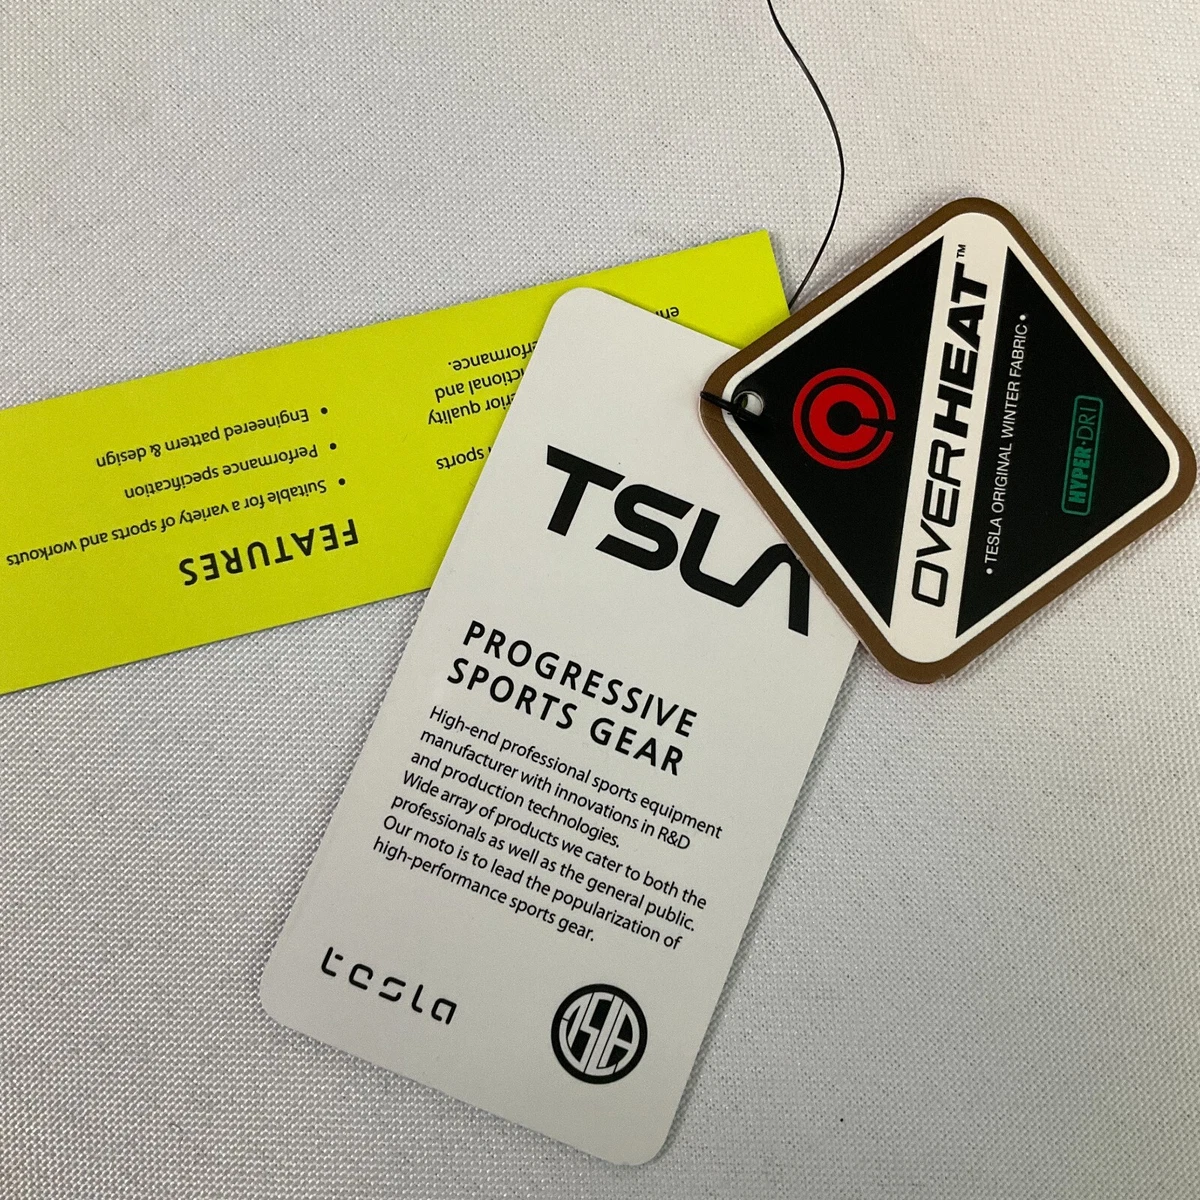 FEATURES
• Suitable for a variety of sports and workouts
• Performance specification
• Engineered pattern & design
sports
quality
and
TSLA
PROGRESSIVE
SPORTS GEAR
High-end professional sports equipment
manufacturer with innovations in R&D
and production technologies.
Wide array of products we cater to both the
professionals as well as the general public.
Our moto is to lead the popularization of
high-performance sports gear.
tesla
TSLA
OVERHEAT™
• TESLA ORIGINAL WINTER FABRIC •
HYPER·DRI